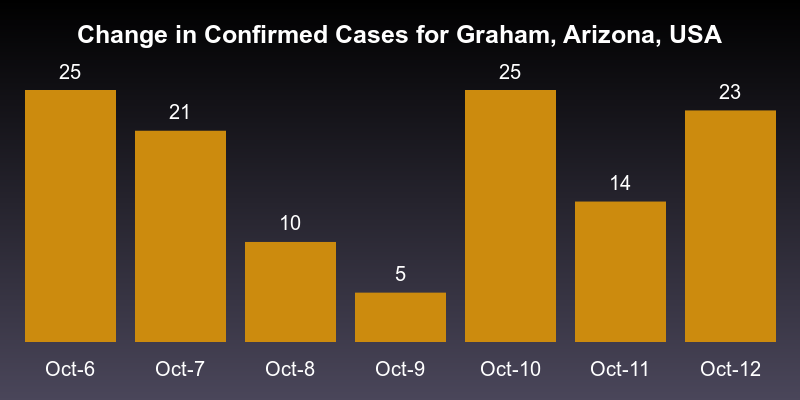 Change in Confirmed Cases for Graham, Arizona, USA
25
21
10
5
25
14
23
Oct-6
Oct-7
Oct-8
Oct-9
Oct-10
Oct-11
Oct-12